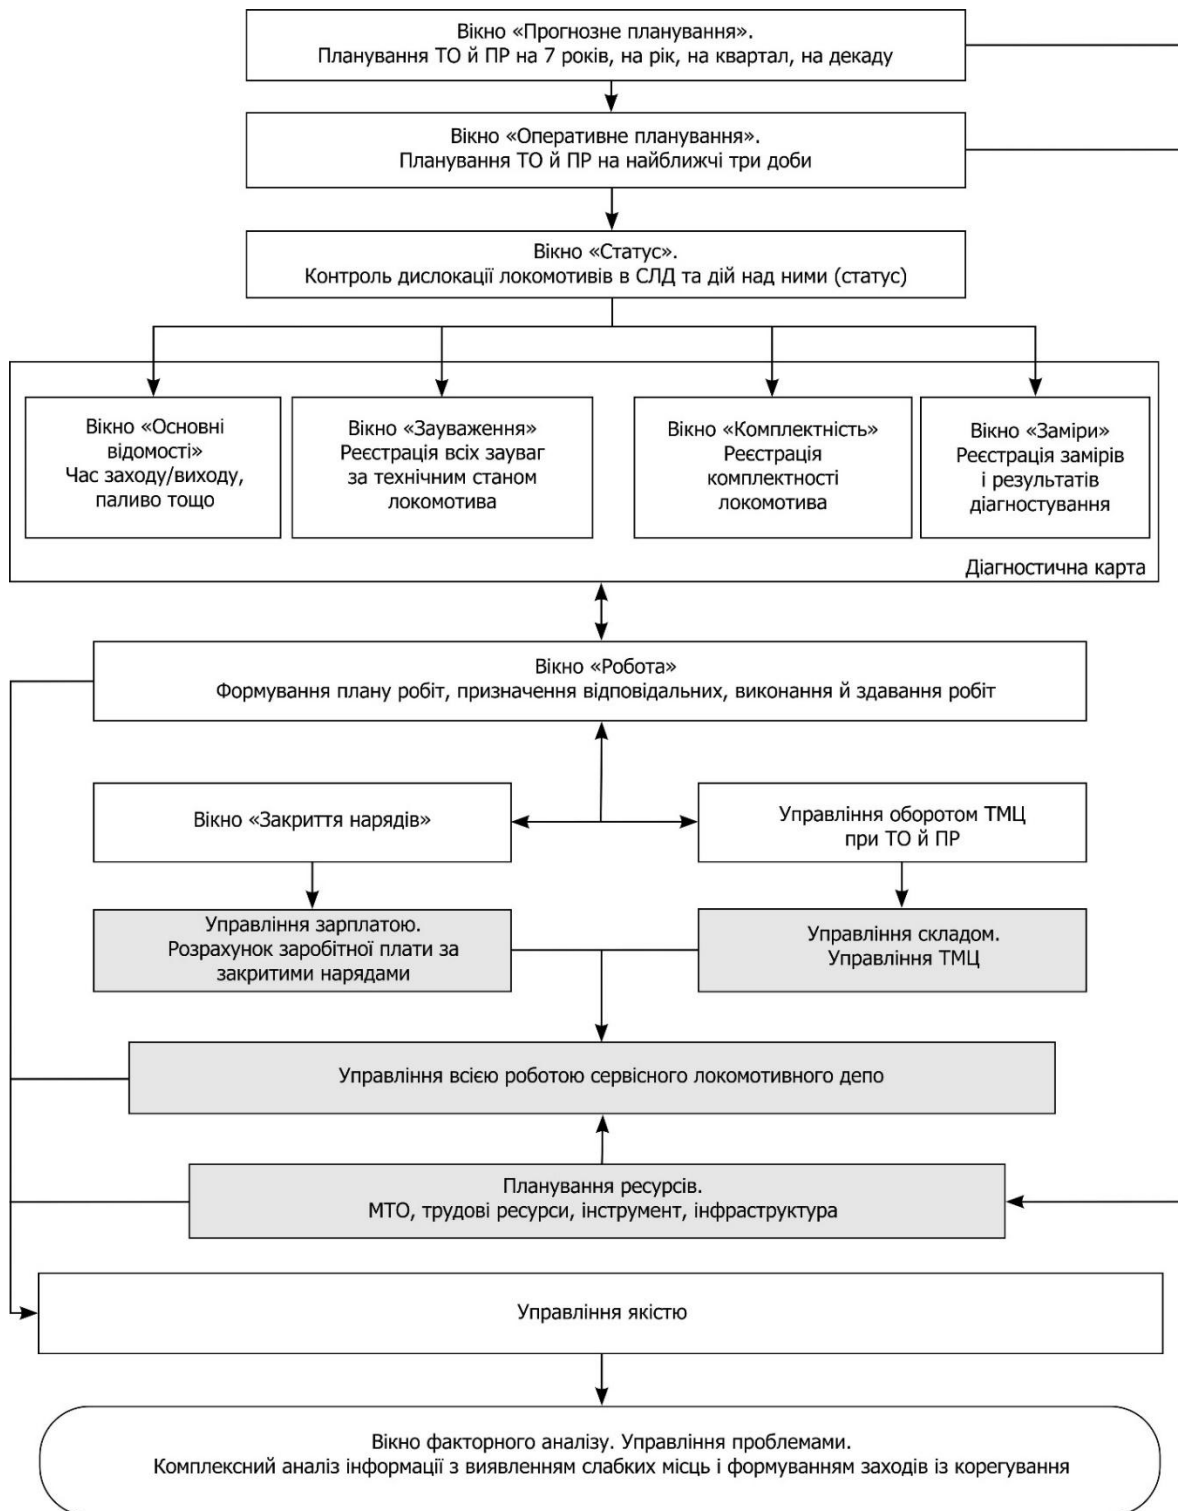 Вікно «Прогнозне планування».
Планування ТО й ПР на 7 років, на рік, на квартал, на декаду
Вікно «Оперативне планування».
Планування ТО й ПР на найближчі три доби
Вікно «Статус».
Контроль дислокації локомотивів в СЛД та дій над ними (статус)
Вікно «Основні
відомості»
Час заходу/виходу,
паливо тощо
Вікно «Зауваження»
Реєстрація всіх зауваг
за технічним станом
локомотива
Вікно «Комплектність»
Реєстрація
комплектності
локомотива
Вікно «Заміри»
Реєстрація замірів
і результатів
діагностування
Діагностична карта
Вікно «Робота»
Формування плану робіт, призначення відповідальних, виконання й здавання робіт
Вікно «Закриття нарядів»
Управління оборотом ТМЦ
при ТО й ПР
Управління зарплатою.
Розрахунок заробітної плати за
закритими нарядами
Управління складом.
Управління ТМЦ
Управління всією роботою сервісного локомотивного депо
Планування ресурсів.
МТО, трудові ресурси, інструмент, інфраструктура
Управління якістю
Вікно факторного аналізу. Управління проблемами.
Комплексний аналіз інформації з виявленням слабких місць і формуванням заходів із корегування